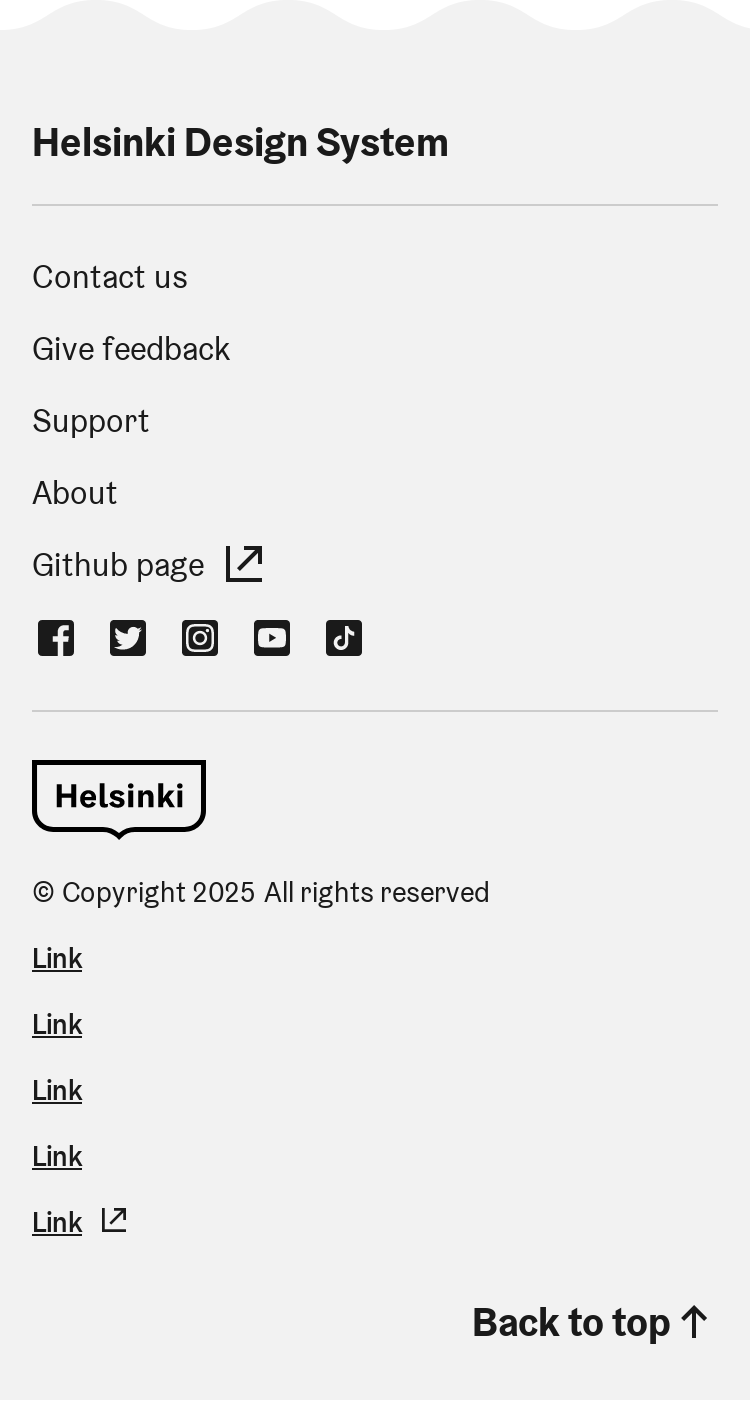 Helsinki Design System
Contact us
Give feedback
Support
About
Github page
Helsinki
© Copyright 2025 All rights reserved
Link
Link
Link
Link
Link
Back to top